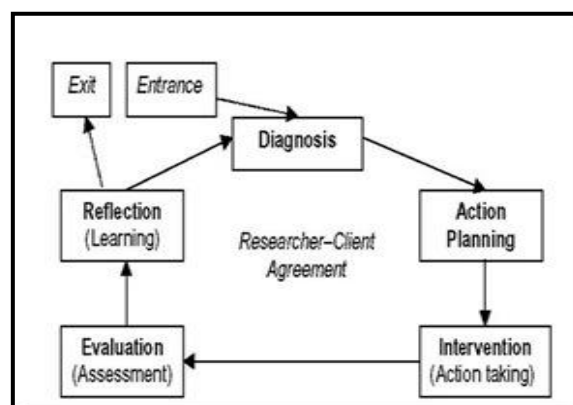 Exit
Entrance
Diagnosis
Reflection
(Learning)
Researcher–Client
Agreement
Action
Planning
Evaluation
(Assessment)
Intervention
(Action taking)